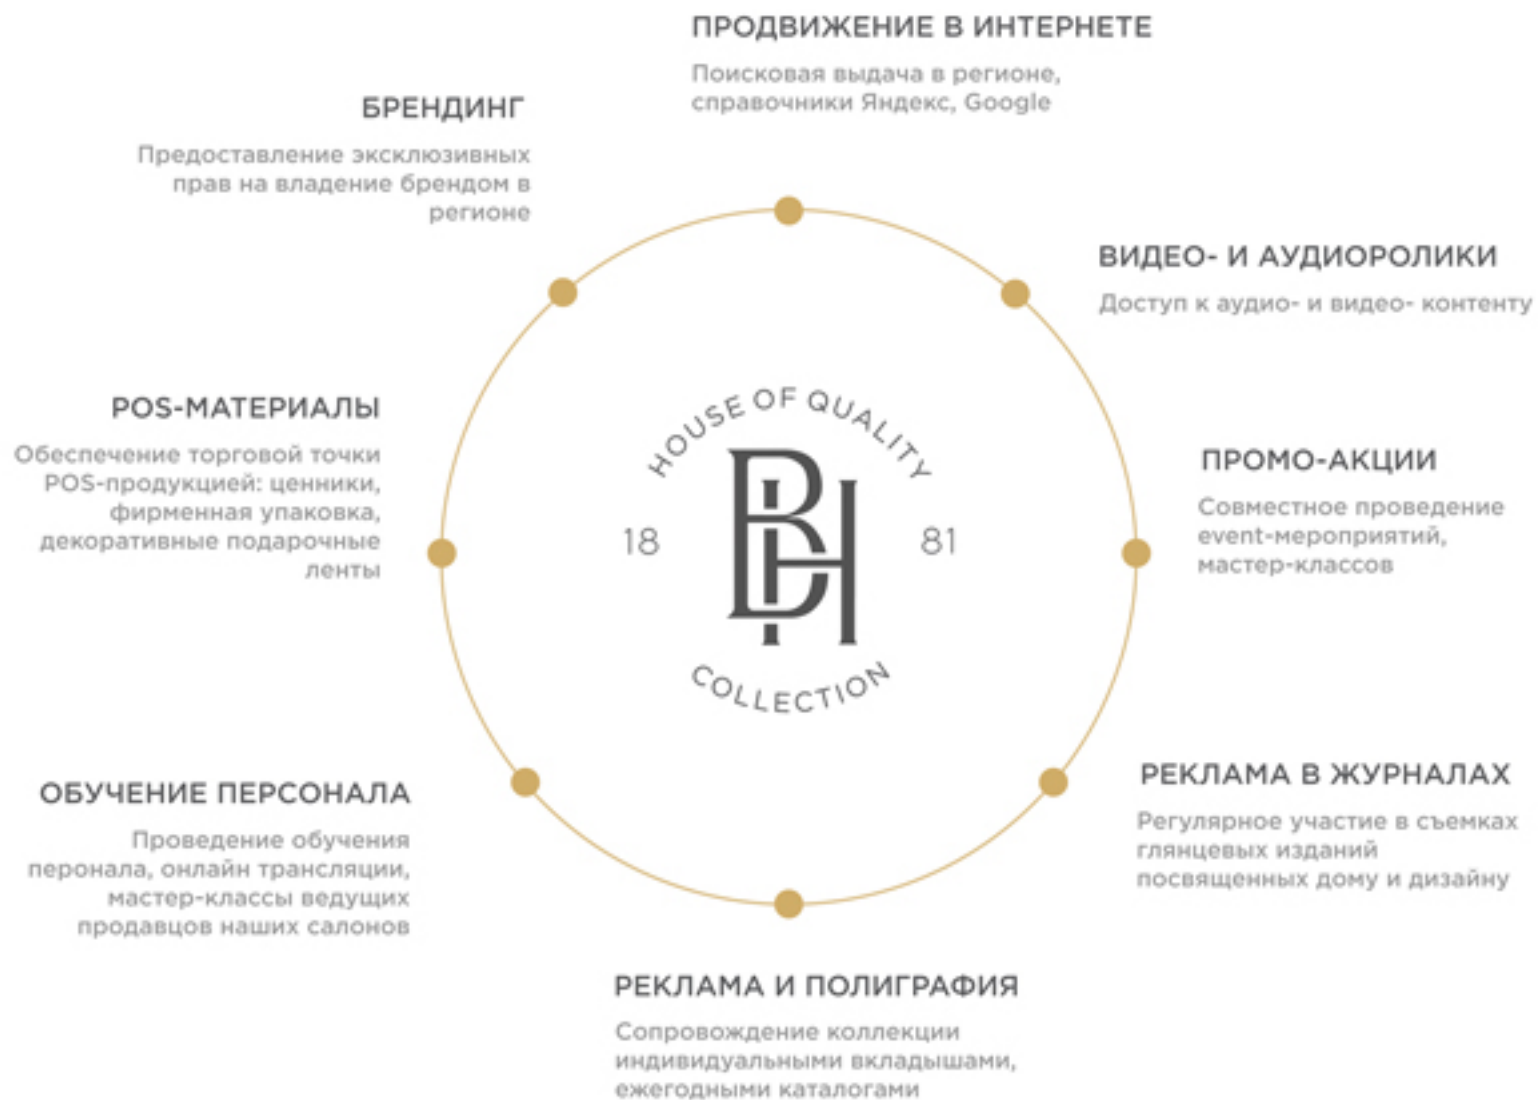 ПРОДВИЖЕНИЕ В ИНТЕРНЕТЕ
Поисковая выдача в регионе,
справочники Яндекс, Google
БРЕНДИНГ
Предоставление эксклюзивных
прав на владение брендом в
регионе
ВИДЕО- И АУДИОРОЛИКИ
Доступ к аудио- и видео- контенту
POS-МАТЕРИАЛЫ
Обеспечение торговой точки
POS-продукцией: ценники,
фирменная упаковка,
декоративные подарочные
ленты
HOUSE OF QUALITY
18
BH
81
COLLECTION
ПРОМО-АКЦИИ
Совместное проведение
event-мероприятий,
мастер-классов
ОБУЧЕНИЕ ПЕРСОНАЛА
Проведение обучения
перонала, онлайн трансляции,
мастер-классы ведущих
продавцов наших салонов
РЕКЛАМА В ЖУРНАЛАХ
Регулярное участие в съемках
глянцевых изданий
посвященных дому и дизайну
РЕКЛАМА И ПОЛИГРАФИЯ
Сопровождение коллекции
индивидуальными вкладышами,
ежегодными каталогами